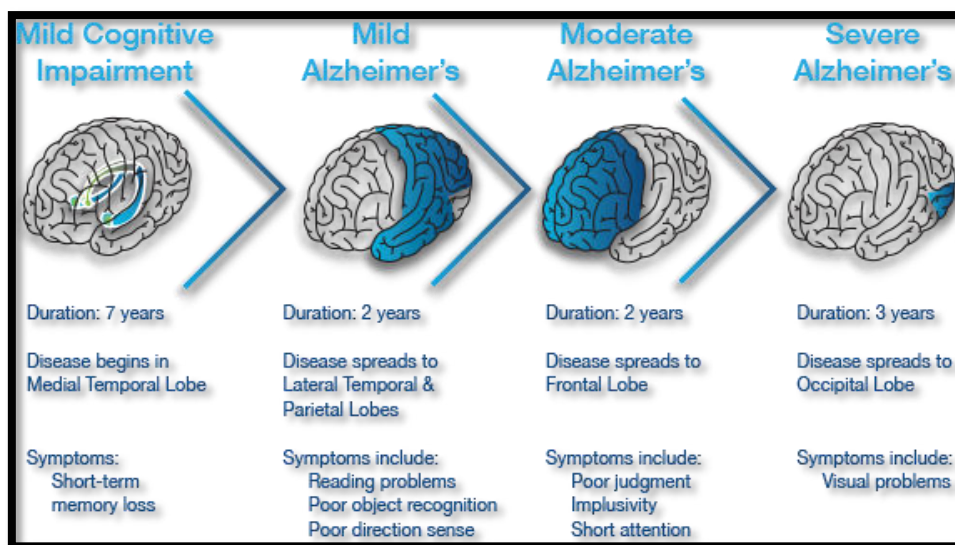 Mild Cognitive
Impairment
Duration: 7 years
Disease begins in
Medial Temporal Lobe
Symptoms:
Short-term
memory loss
Mild
Alzheimer's
Duration: 2 years
Disease spreads to
Lateral Temporal &
Parietal Lobes
Symptoms include:
Reading problems
Poor object recognition
Poor direction sense
Moderate
Alzheimer's
Duration: 2 years
Disease spreads to
Frontal Lobe
Symptoms include:
Poor judgment
Implusivity
Short attention
Severe
Alzheimer's
Duration: 3 years
Disease spreads to
Occipital Lobe
Symptoms include:
Visual problems